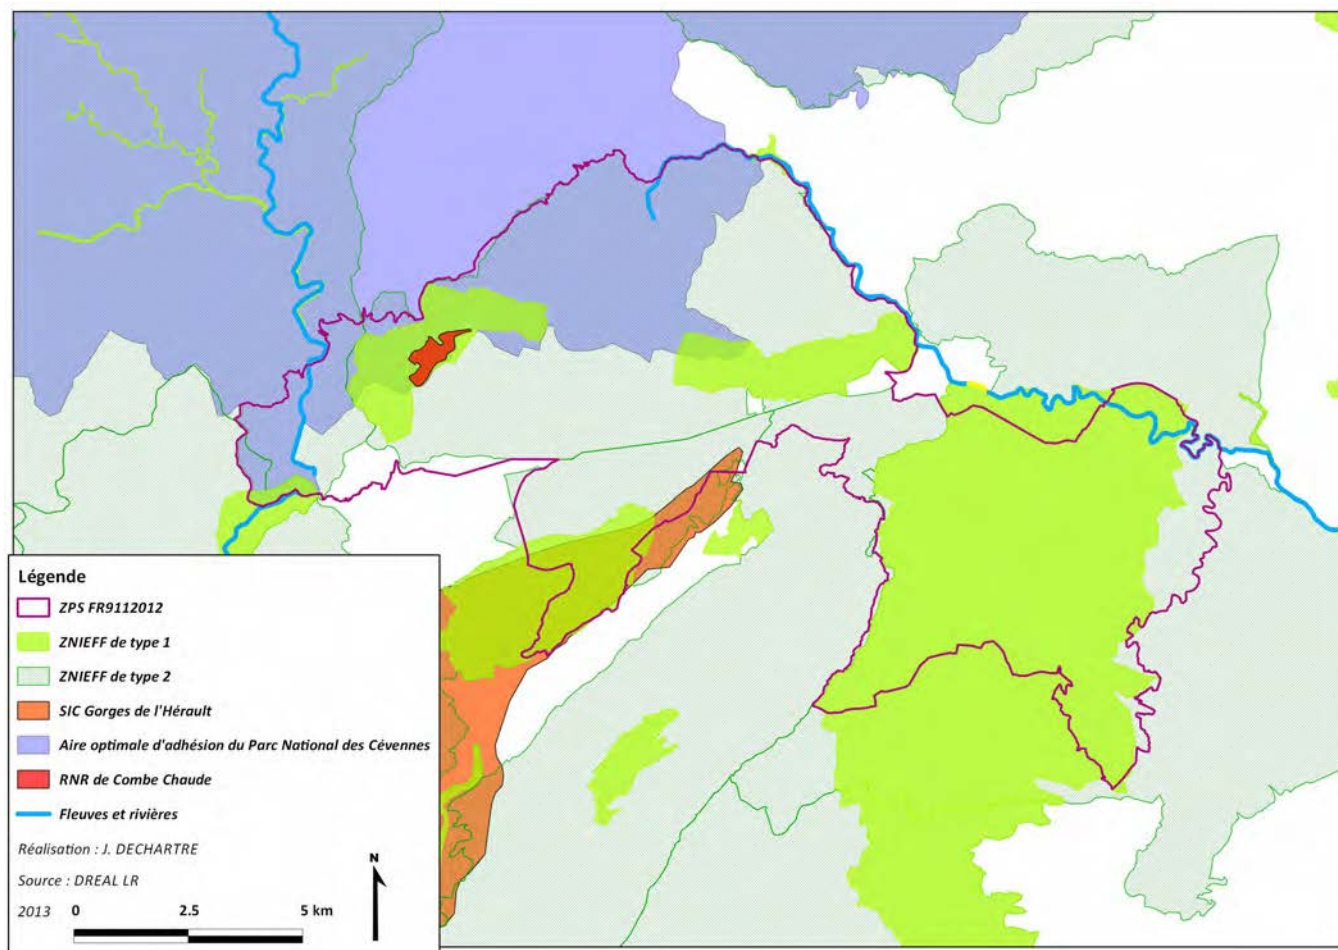 Légende
ZPS FR9112012
ZNIEFF de type 1
ZNIEFF de type 2
SIC Gorges de l'Hérault
Aire optimale d'adhésion du Parc National des Cévennes
RNR de Combe Chaude
Fleuves et rivières
Réalisation : J. DECHARTRE
Source : DREAL LR
N
2013 0 2.5 5 km